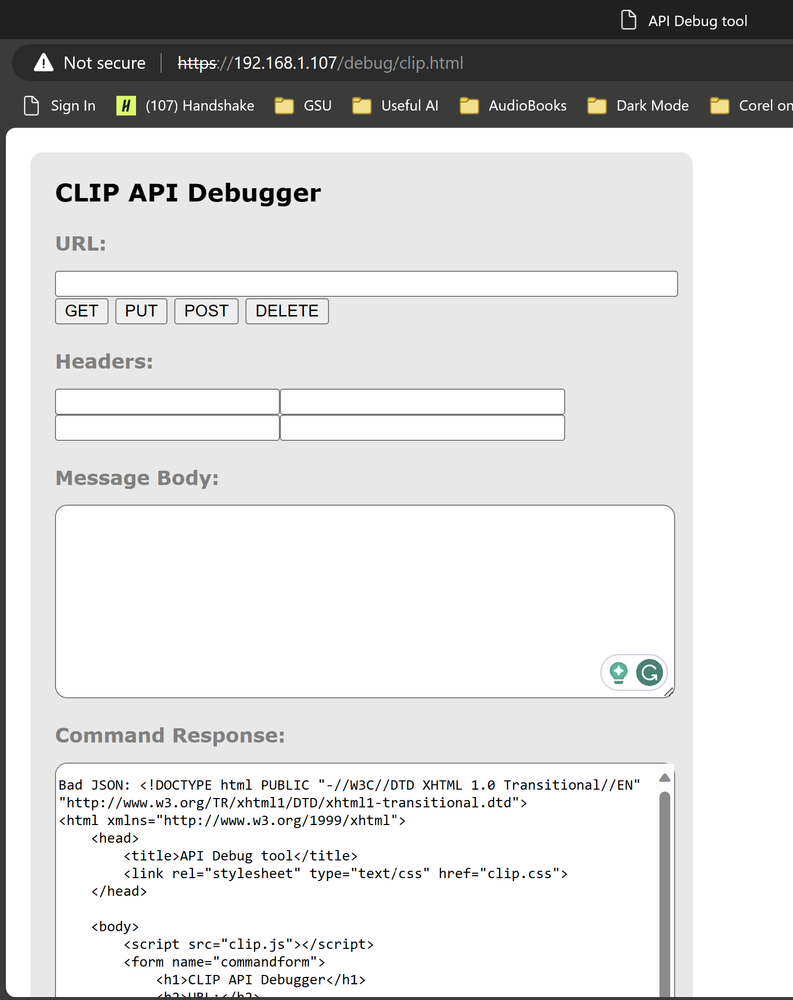 API Debug tool
Not secure https://192.168.1.107/debug/clip.html
Sign In (107) Handshake GSU Useful AI AudioBooks Dark Mode Corel on
CLIP API Debugger
URL:
GET PUT POST DELETE
Headers:
Message Body:
Command Response:
Bad JSON: <!DOCTYPE html PUBLIC "-//W3C//DTD XHTML 1.0 Transitional//EN"
"http://www.w3.org/TR/xhtml1/DTD/xhtml1-transitional.dtd">
<html xmlns="http://www.w3.org/1999/xhtml">
<head>
<title>API Debug tool</title>
<link rel="stylesheet" type="text/css" href="clip.css">
</head>
<body>
<script src="clip.js"></script>
<form name="commandform">
<h1>CLIP API Debugger</h1>
<h2>URL:</h2>